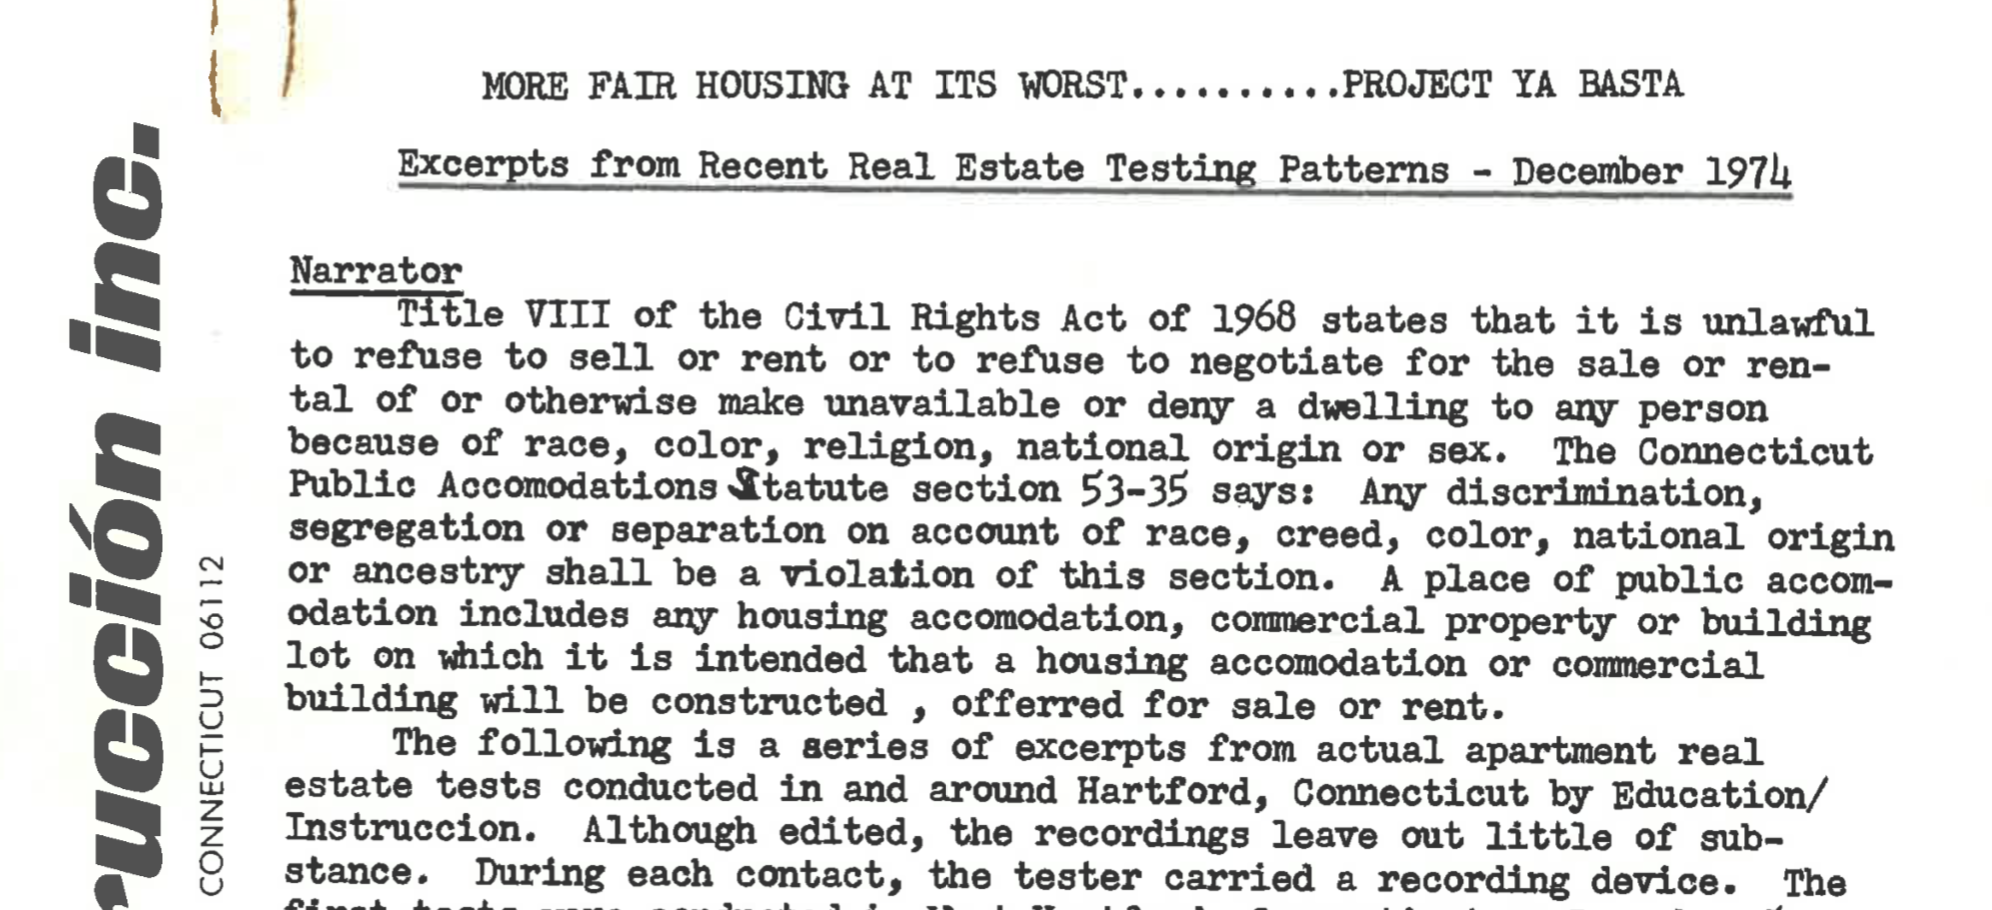 MORE FAIR HOUSING AT ITS WORST..........PROJECT YA BASTA
Excerpts from Recent Real Estate Testing Patterns - December 1974
Narrator
Title VIII of the Civil Rights Act of 1968 states that it is unlawful
to refuse to sell or rent or to refuse to negotiate for the sale or ren-
tal of or otherwise make unavailable or deny a dwelling to any person
because of race, color, religion, national origin or sex. The Connecticut
Public Accomodations Statute section 53-35 says: Any discrimination,
segregation or separation on account of race, creed, color, national origin
or ancestry shall be a violation of this section. A place of public accom-
odation includes any housing accomodation, commercial property or building
lot on which it is intended that a housing accomodation or commercial
building will be constructed , offerred for sale or rent.
The following is a series of excerpts from actual apartment real
estate tests conducted in and around Hartford, Connecticut by Education/
Instruccion. Although edited, the recordings leave out little of sub-
stance. During each contact, the tester carried a recording device. The
rucción inc.
CONNECTICUT 06112